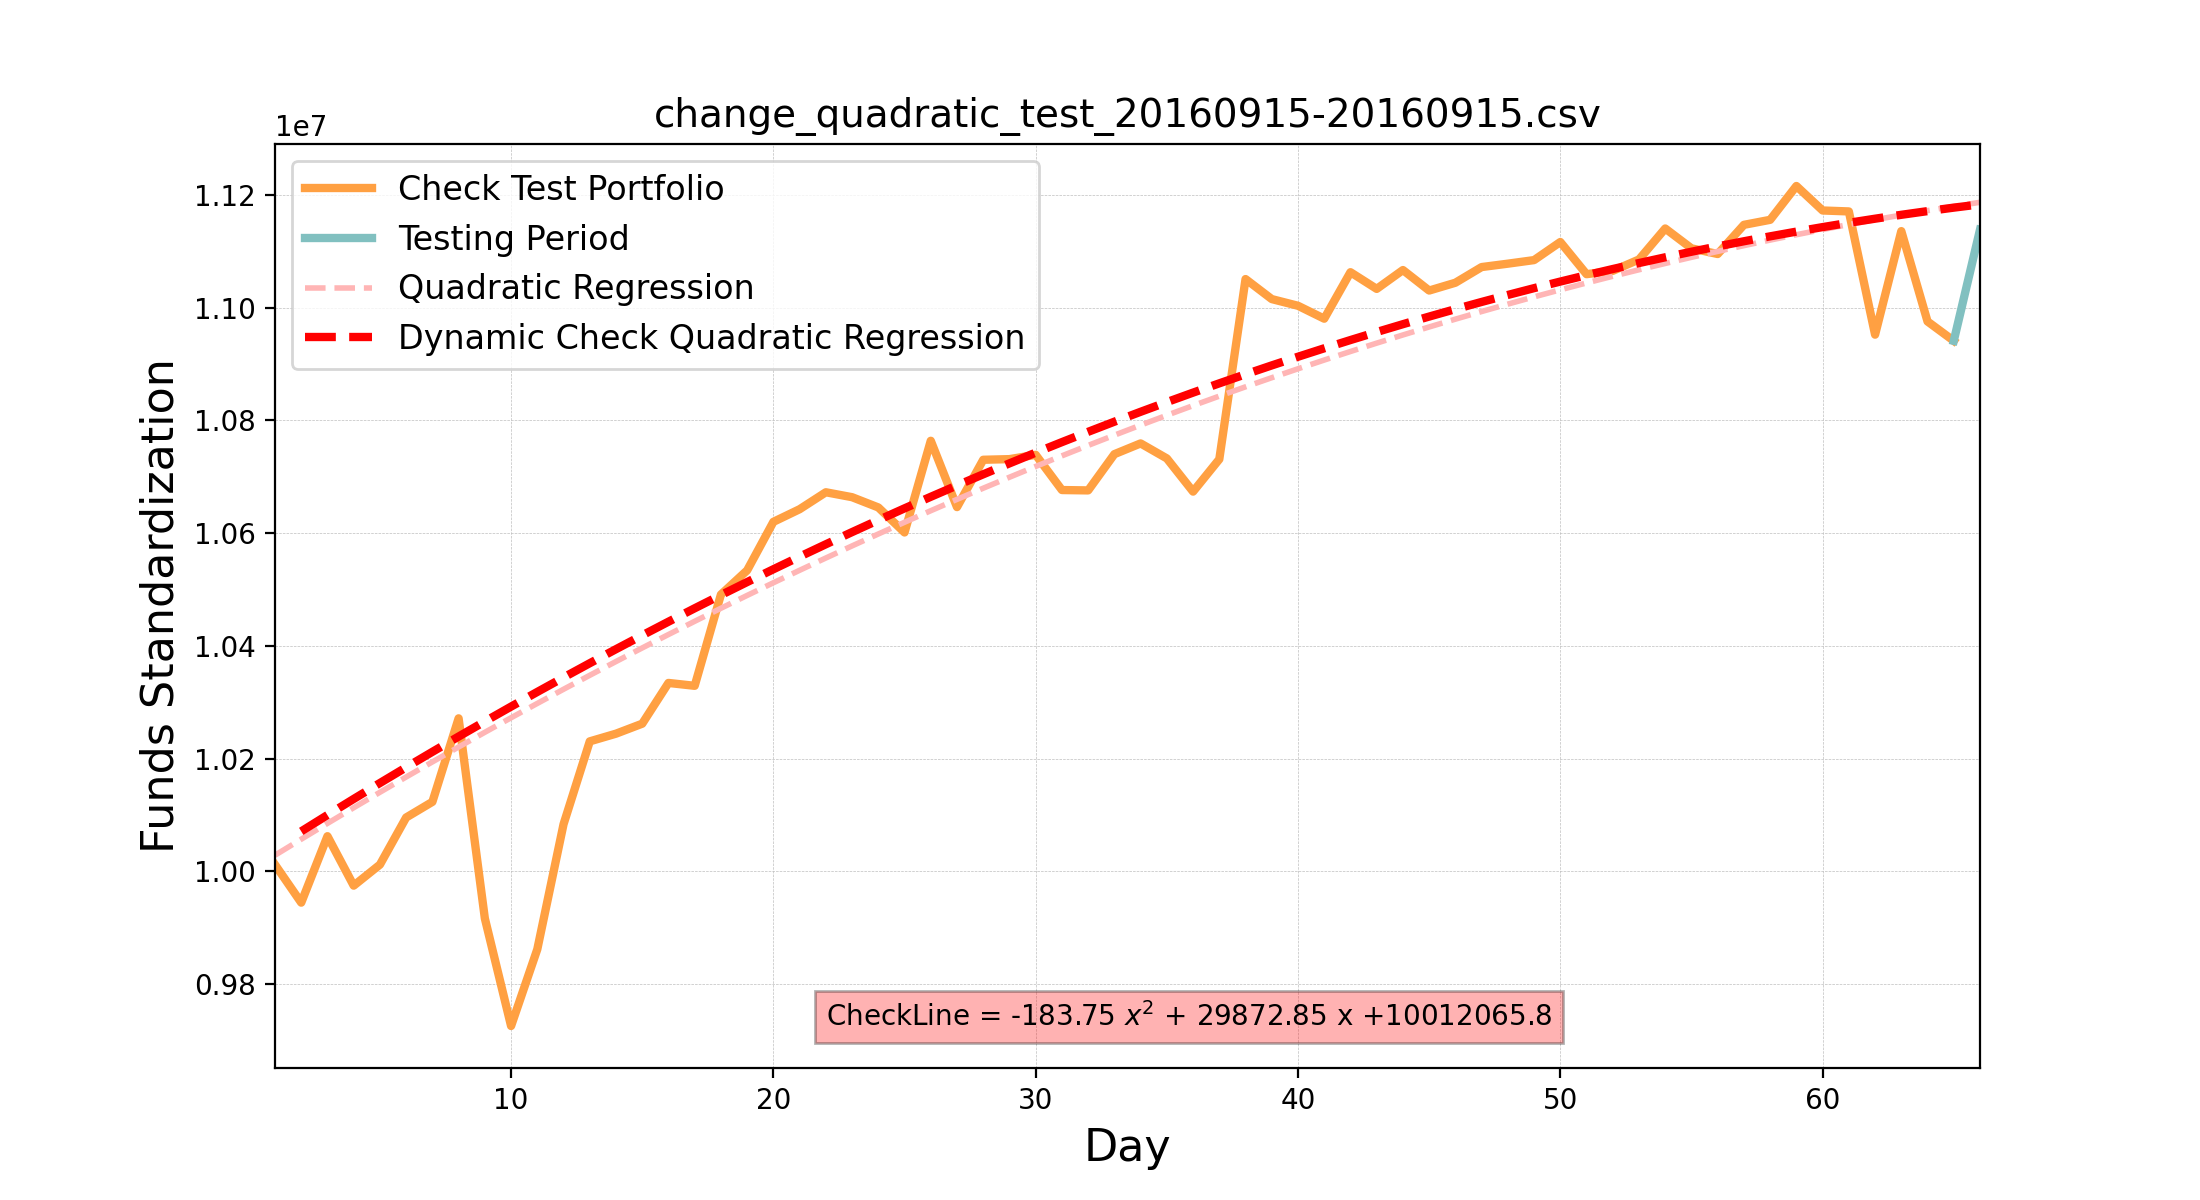 change_quadratic_test_20160915-20160915.csv
1e7
Check Test Portfolio
Testing Period
Quadratic Regression
Dynamic Check Quadratic Regression
1.12
1.10
1.08
1.06
1.04
1.02
1.00
0.98
Funds Standardization
CheckLine = -183.75 x² + 29872.85 x +10012065.8
10 20 30 40 50 60
Day